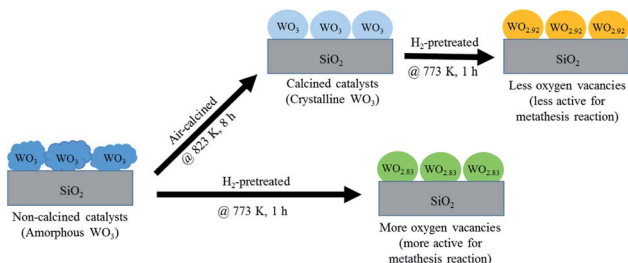 WO3 WO3 WO3
SiO2
Non-calcined catalysts
(Amorphous WO3)
Air-calcined
@ 823 K, 8 h
WO3 WO3 WO3
SiO2
Calcined catalysts
(Crystalline WO3)
H2-pretreated
@ 773 K, 1 h
WO2.92 WO2.92 WO2.92
SiO2
Less oxygen vacancies
(less active for
metathesis reaction)
H2-pretreated
@ 773 K, 1 h
WO2.83 WO2.83 WO2.83
SiO2
More oxygen vacancies
(more active for
metathesis reaction)